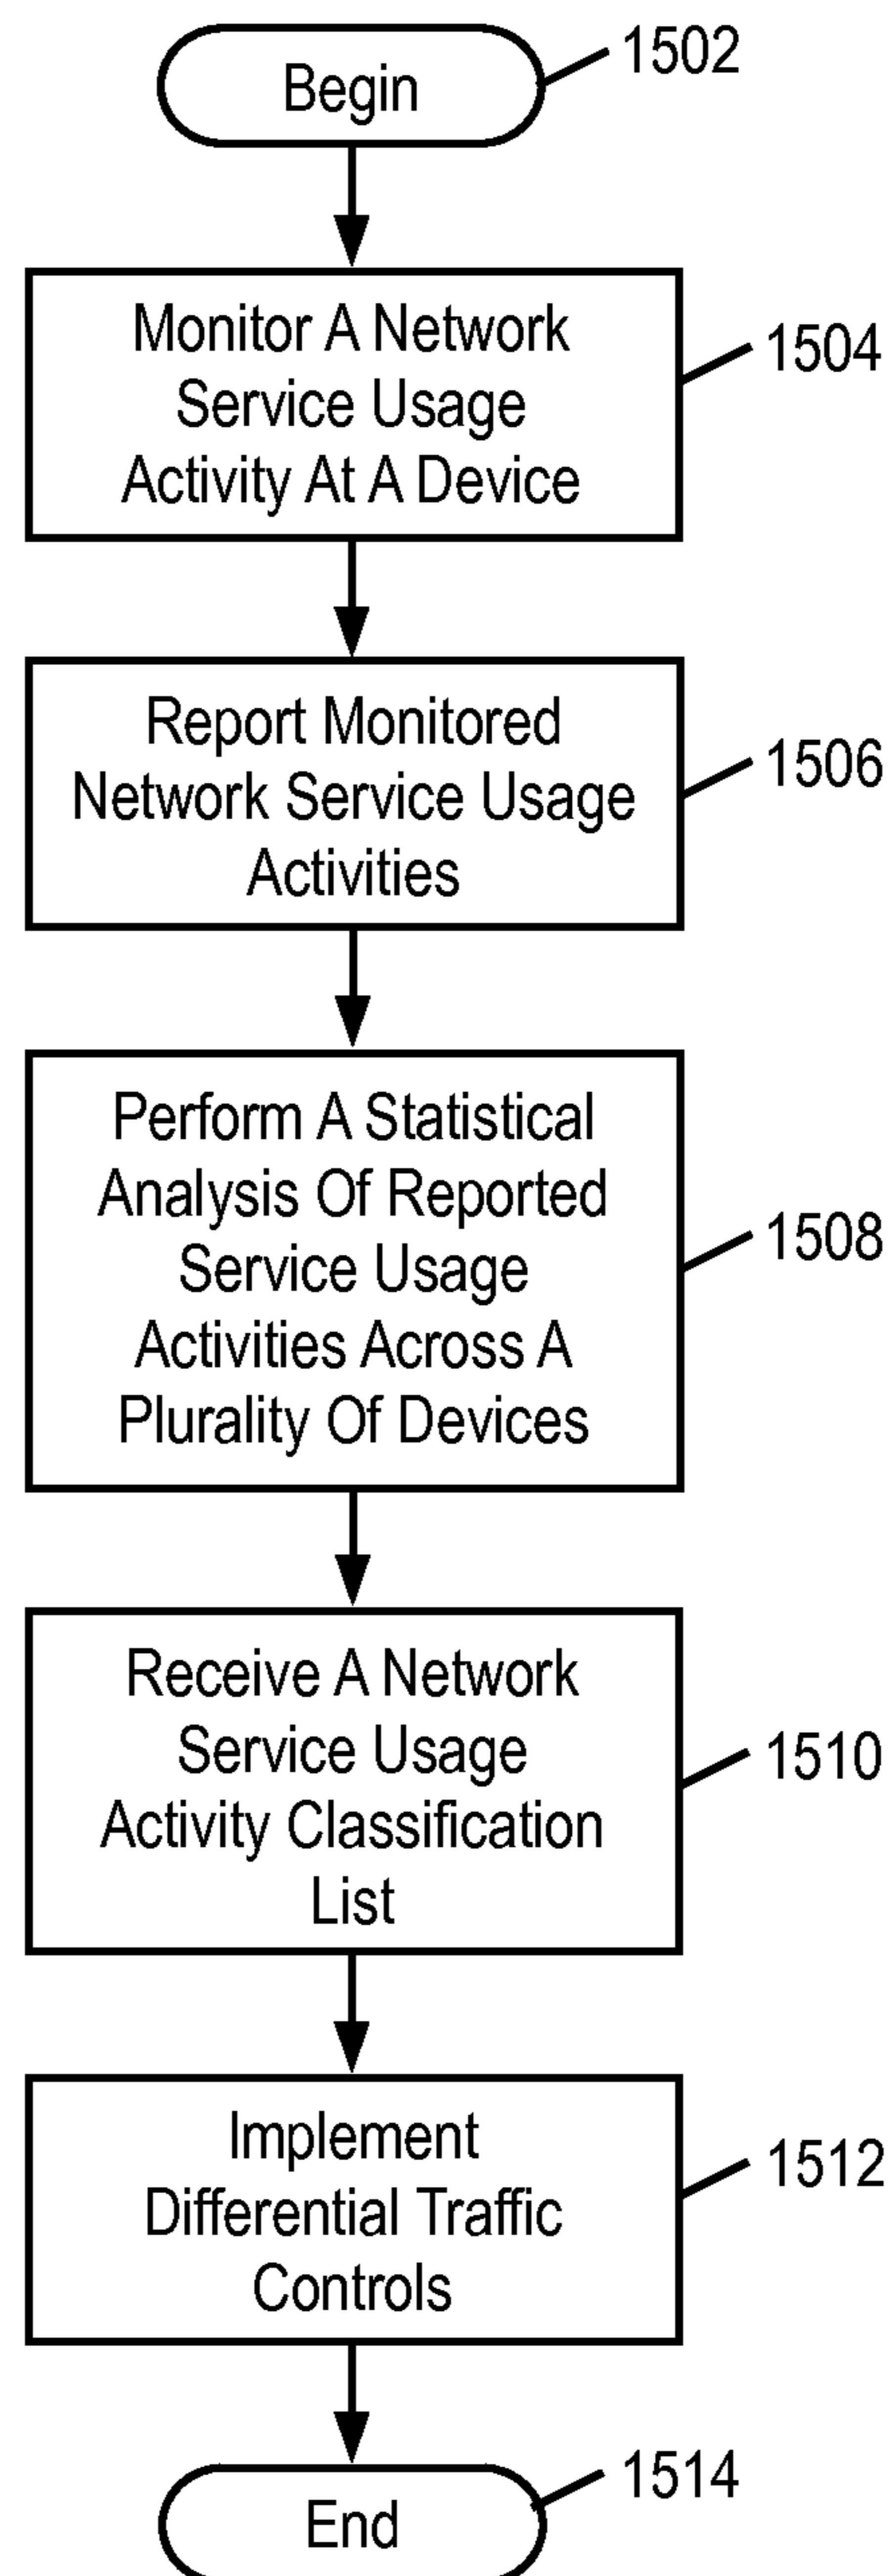 Begin
1502
Monitor A Network
Service Usage
Activity At A Device
1504
Report Monitored
Network Service Usage
Activities
1506
Perform A Statistical
Analysis Of Reported
Service Usage
Activities Across A
Plurality Of Devices
1508
Receive A Network
Service Usage
Activity Classification
List
1510
Implement
Differential Traffic
Controls
1512
End
1514